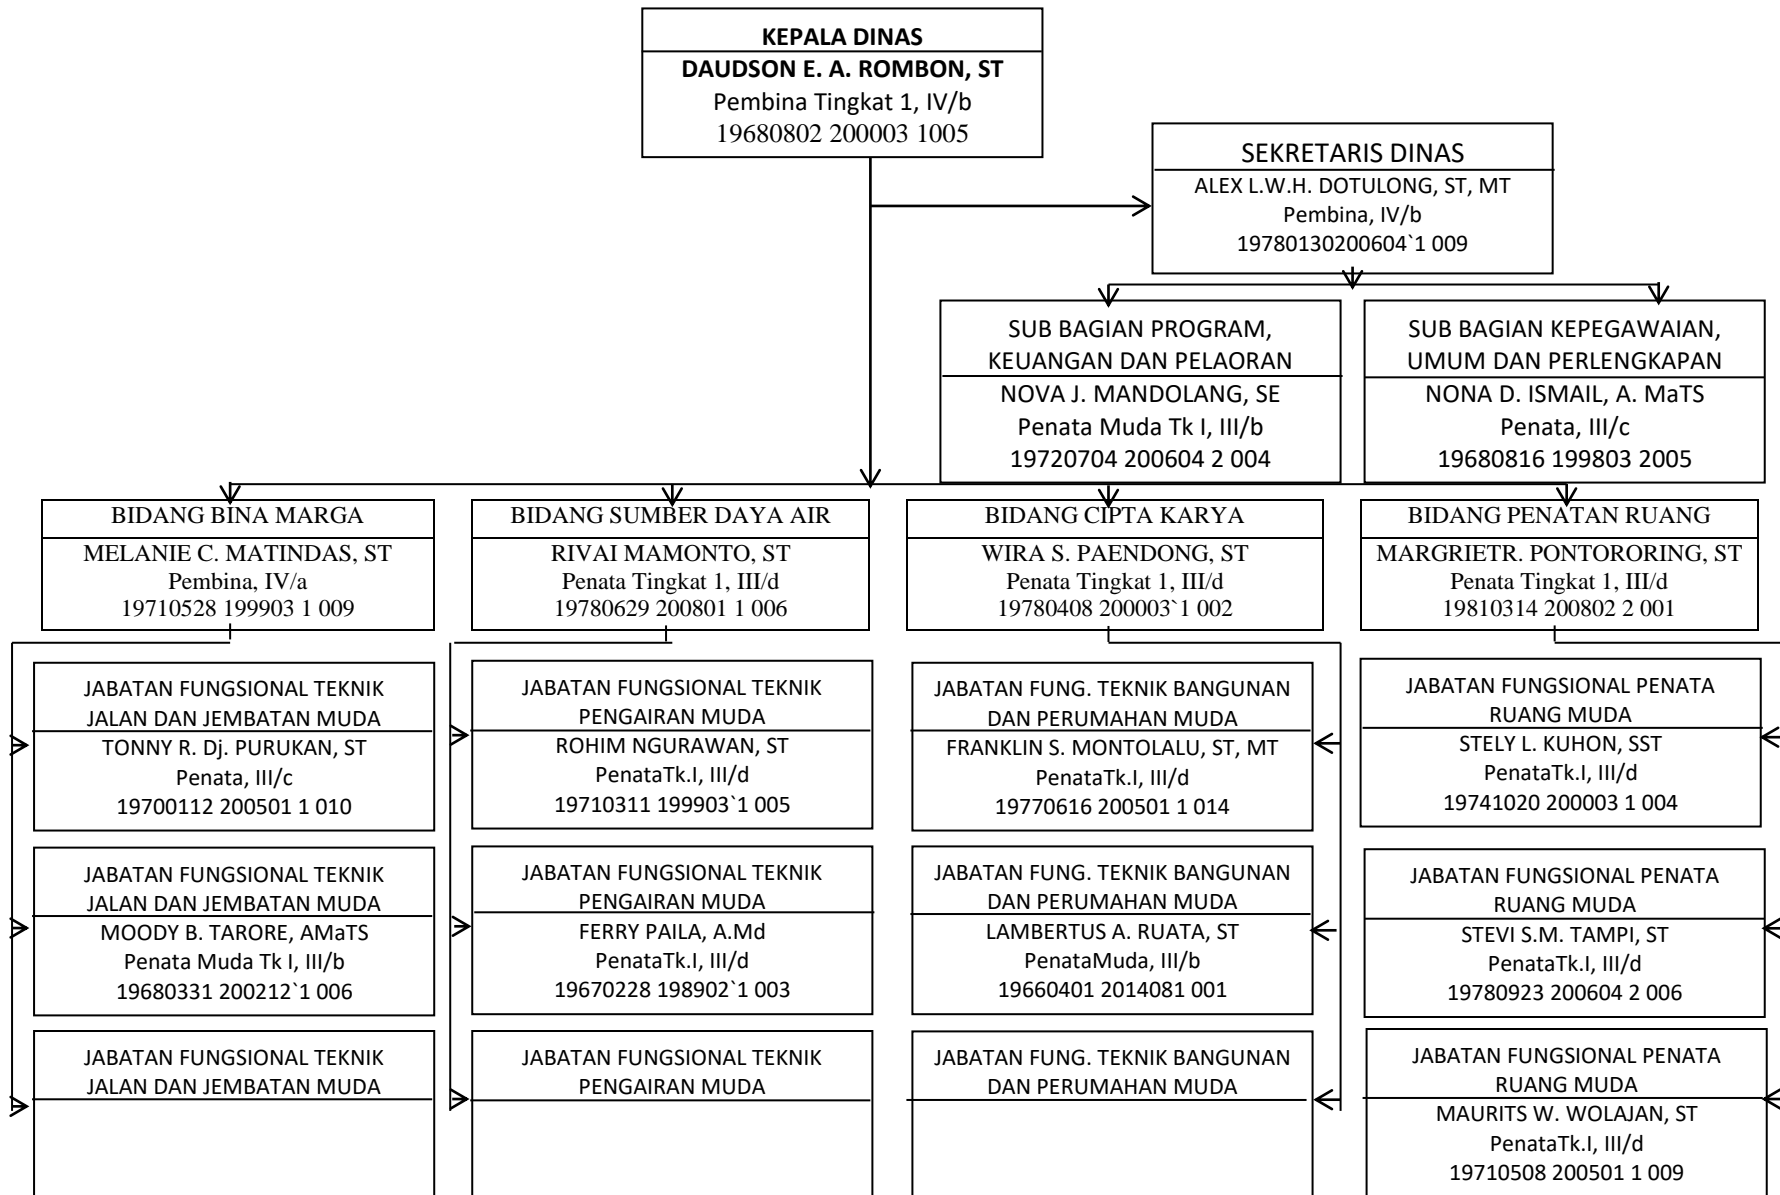 KEPALA DINAS
DAUDSON E. A. ROMBON, ST
Pembina Tingkat 1, IV/b
19680802 200003 1005
SEKRETARIS DINAS
ALEX L.W.H. DOTULONG, ST, MT
Pembina, IV/b
19780130200604`1 009
SUB BAGIAN PROGRAM,
KEUANGAN DAN PELAORAN
NOVA J. MANDOLANG, SE
Penata Muda Tk I, III/b
19720704 200604 2 004
SUB BAGIAN KEPEGAWAIAN,
UMUM DAN PERLENGKAPAN
NONA D. ISMAIL, A. MaTS
Penata, III/c
19680816 199803 2005
BIDANG BINA MARGA
MELANIE C. MATINDAS, ST
Pembina, IV/a
19710528 199903 1 009
BIDANG SUMBER DAYA AIR
RIVAI MAMONTO, ST
Penata Tingkat 1, III/d
19780629 200801 1 006
BIDANG CIPTA KARYA
WIRA S. PAENDONG, ST
Penata Tingkat 1, III/d
19780408 200003`1 002
BIDANG PENATAN RUANG
MARGRIETR. PONTORORING, ST
Penata Tingkat 1, III/d
19810314 200802 2 001
JABATAN FUNGSIONAL TEKNIK
JALAN DAN JEMBATAN MUDA
TONNY R. Dj. PURUKAN, ST
Penata, III/c
19700112 200501 1 010
JABATAN FUNGSIONAL TEKNIK
PENGAIRAN MUDA
ROHIM NGURAWAN, ST
PenataTk.I, III/d
19710311 199903`1 005
JABATAN FUNG. TEKNIK BANGUNAN
DAN PERUMAHAN MUDA
FRANKLIN S. MONTOLALU, ST, MT
PenataTk.I, III/d
19770616 200501 1 014
JABATAN FUNGSIONAL PENATA
RUANG MUDA
STELY L. KUHON, SST
PenataTk.I, III/d
19741020 200003 1 004
JABATAN FUNGSIONAL TEKNIK
JALAN DAN JEMBATAN MUDA
MOODY B. TARORE, AMaTS
Penata Muda Tk I, III/b
19680331 200212`1 006
JABATAN FUNGSIONAL TEKNIK
PENGAIRAN MUDA
FERRY PAILA, A.Md
PenataTk.I, III/d
19670228 198902`1 003
JABATAN FUNG. TEKNIK BANGUNAN
DAN PERUMAHAN MUDA
LAMBERTUS A. RUATA, ST
PenataMuda, III/b
19660401 2014081 001
JABATAN FUNGSIONAL PENATA
RUANG MUDA
STEVI S.M. TAMPI, ST
PenataTk.I, III/d
19780923 200604 2 006
JABATAN FUNGSIONAL TEKNIK
JALAN DAN JEMBATAN MUDA
JABATAN FUNGSIONAL TEKNIK
PENGAIRAN MUDA
JABATAN FUNG. TEKNIK BANGUNAN
DAN PERUMAHAN MUDA
JABATAN FUNGSIONAL PENATA
RUANG MUDA
MAURITS W. WOLAJAN, ST
PenataTk.I, III/d
19710508 200501 1 009